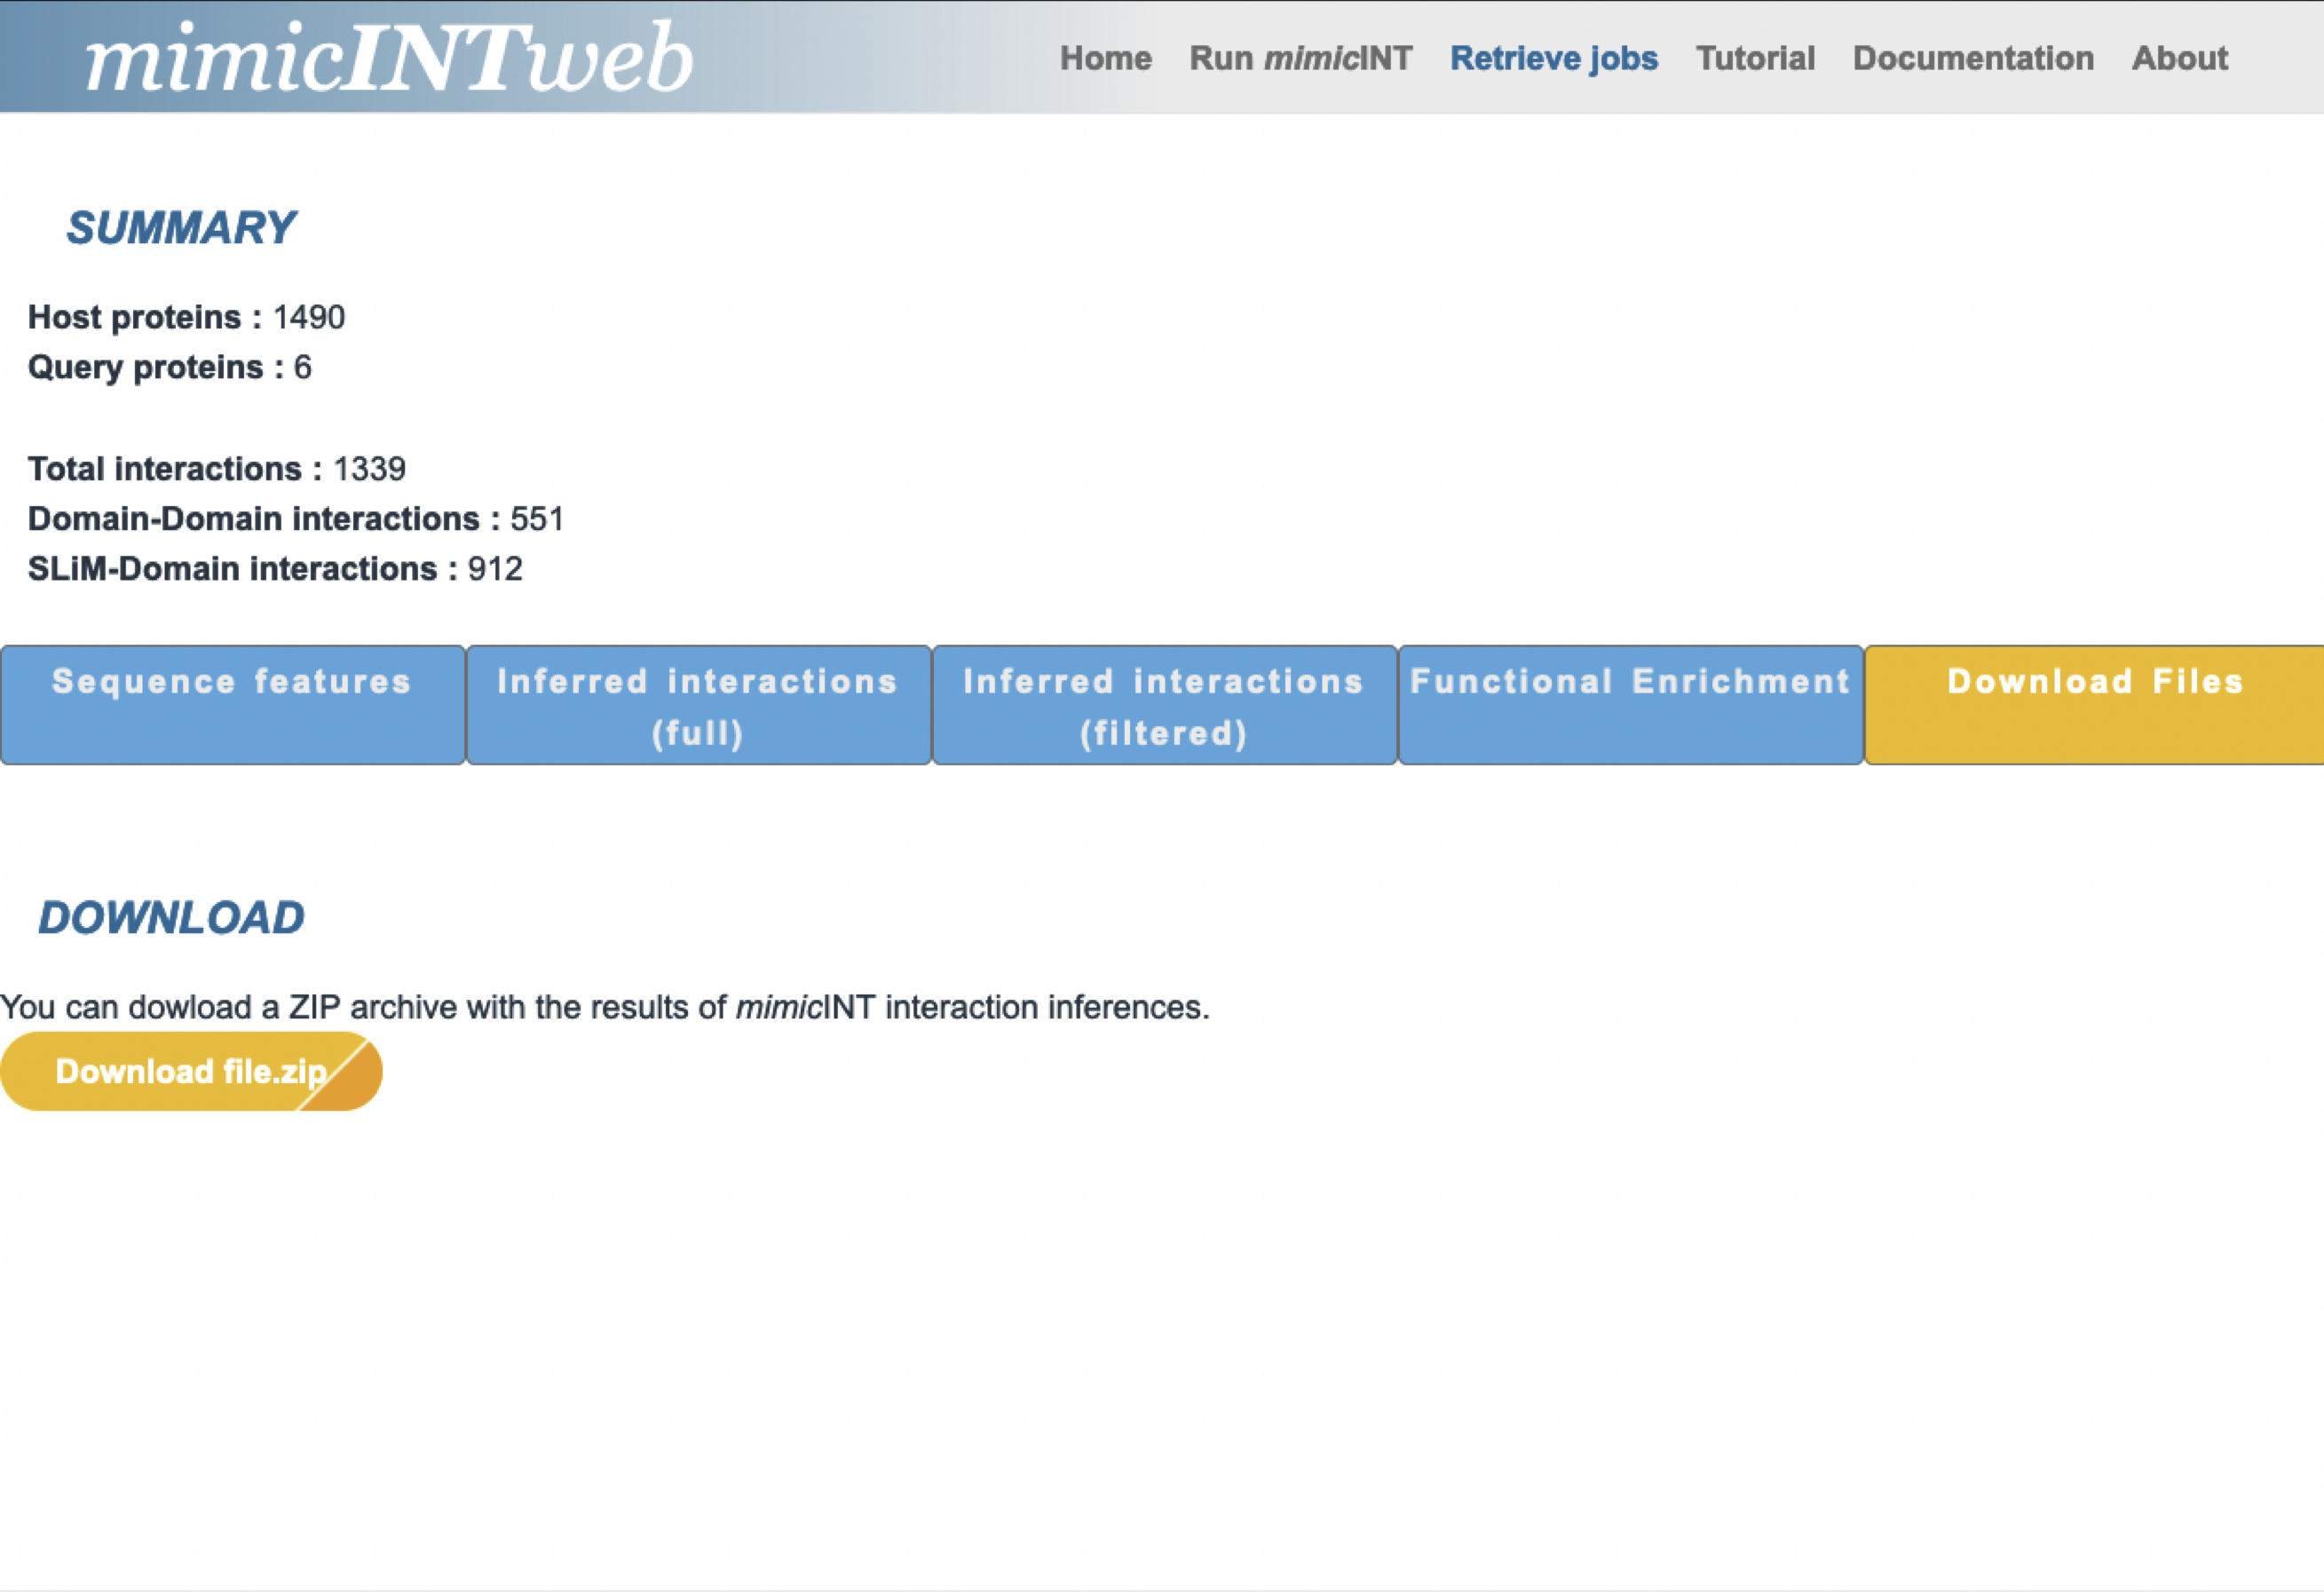 mimicINTweb
Home Run mimicINT Retrieve jobs Tutorial Documentation About
SUMMARY
Host proteins : 1490
Query proteins : 6
Total interactions : 1339
Domain-Domain interactions : 551
SLiM-Domain interactions : 912
Sequence features
Inferred interactions
(full)
Inferred interactions
(filtered)
Functional Enrichment
Download Files
DOWNLOAD
You can dowload a ZIP archive with the results of mimicINT interaction inferences.
Download file.zip